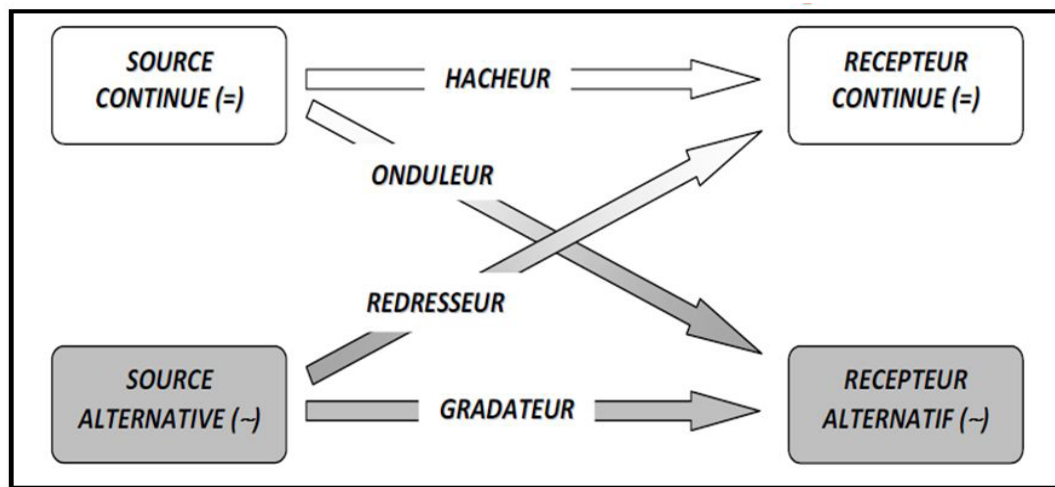 SOURCE
CONTINUE (=)
HACHEUR
RECEPTEUR
CONTINUE (=)
ONDULEUR
REDRESSEUR
SOURCE
ALTERNATIVE (~)
GRADATEUR
RECEPTEUR
ALTERNATIF (~)